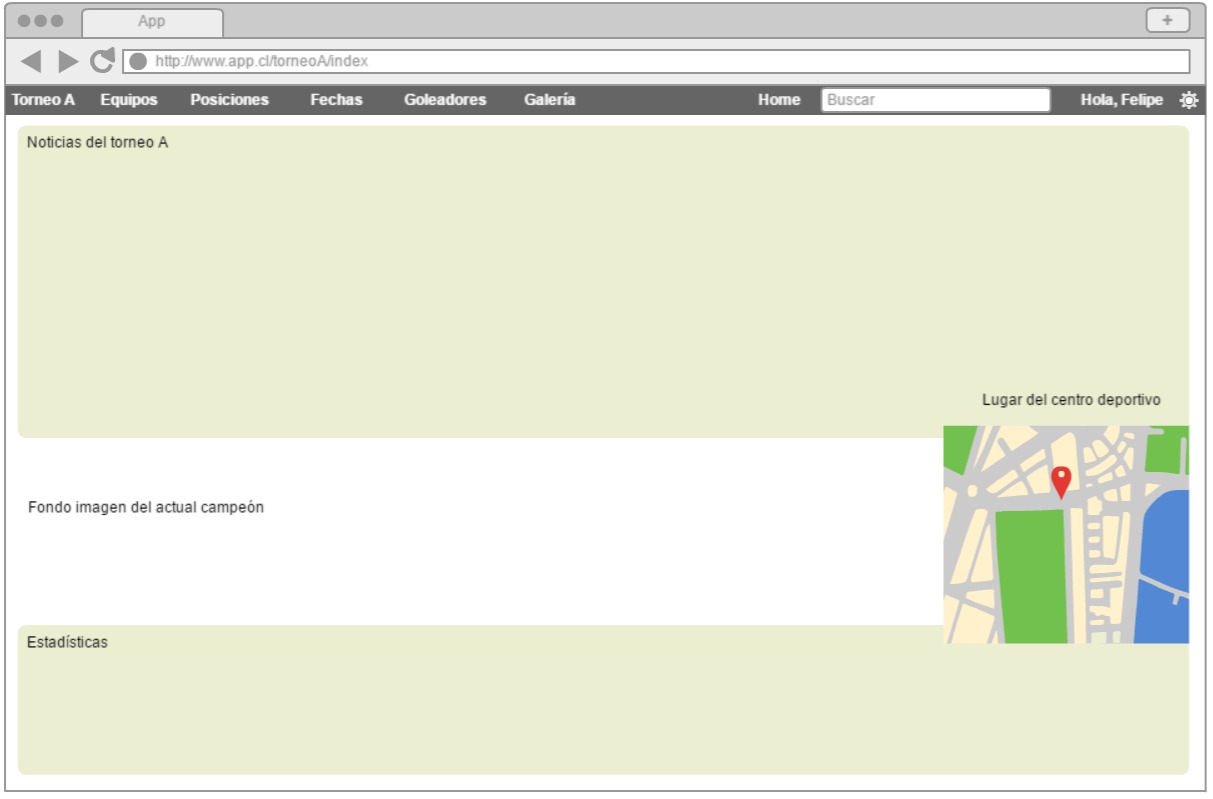 App
+
http://www.app.cl/torneoA/index
Torneo A Equipos Posiciones Fechas Goleadores Galería Home Buscar Hola, Felipe
Noticias del torneo A
Lugar del centro deportivo
Fondo imagen del actual campeón
Estadísticas